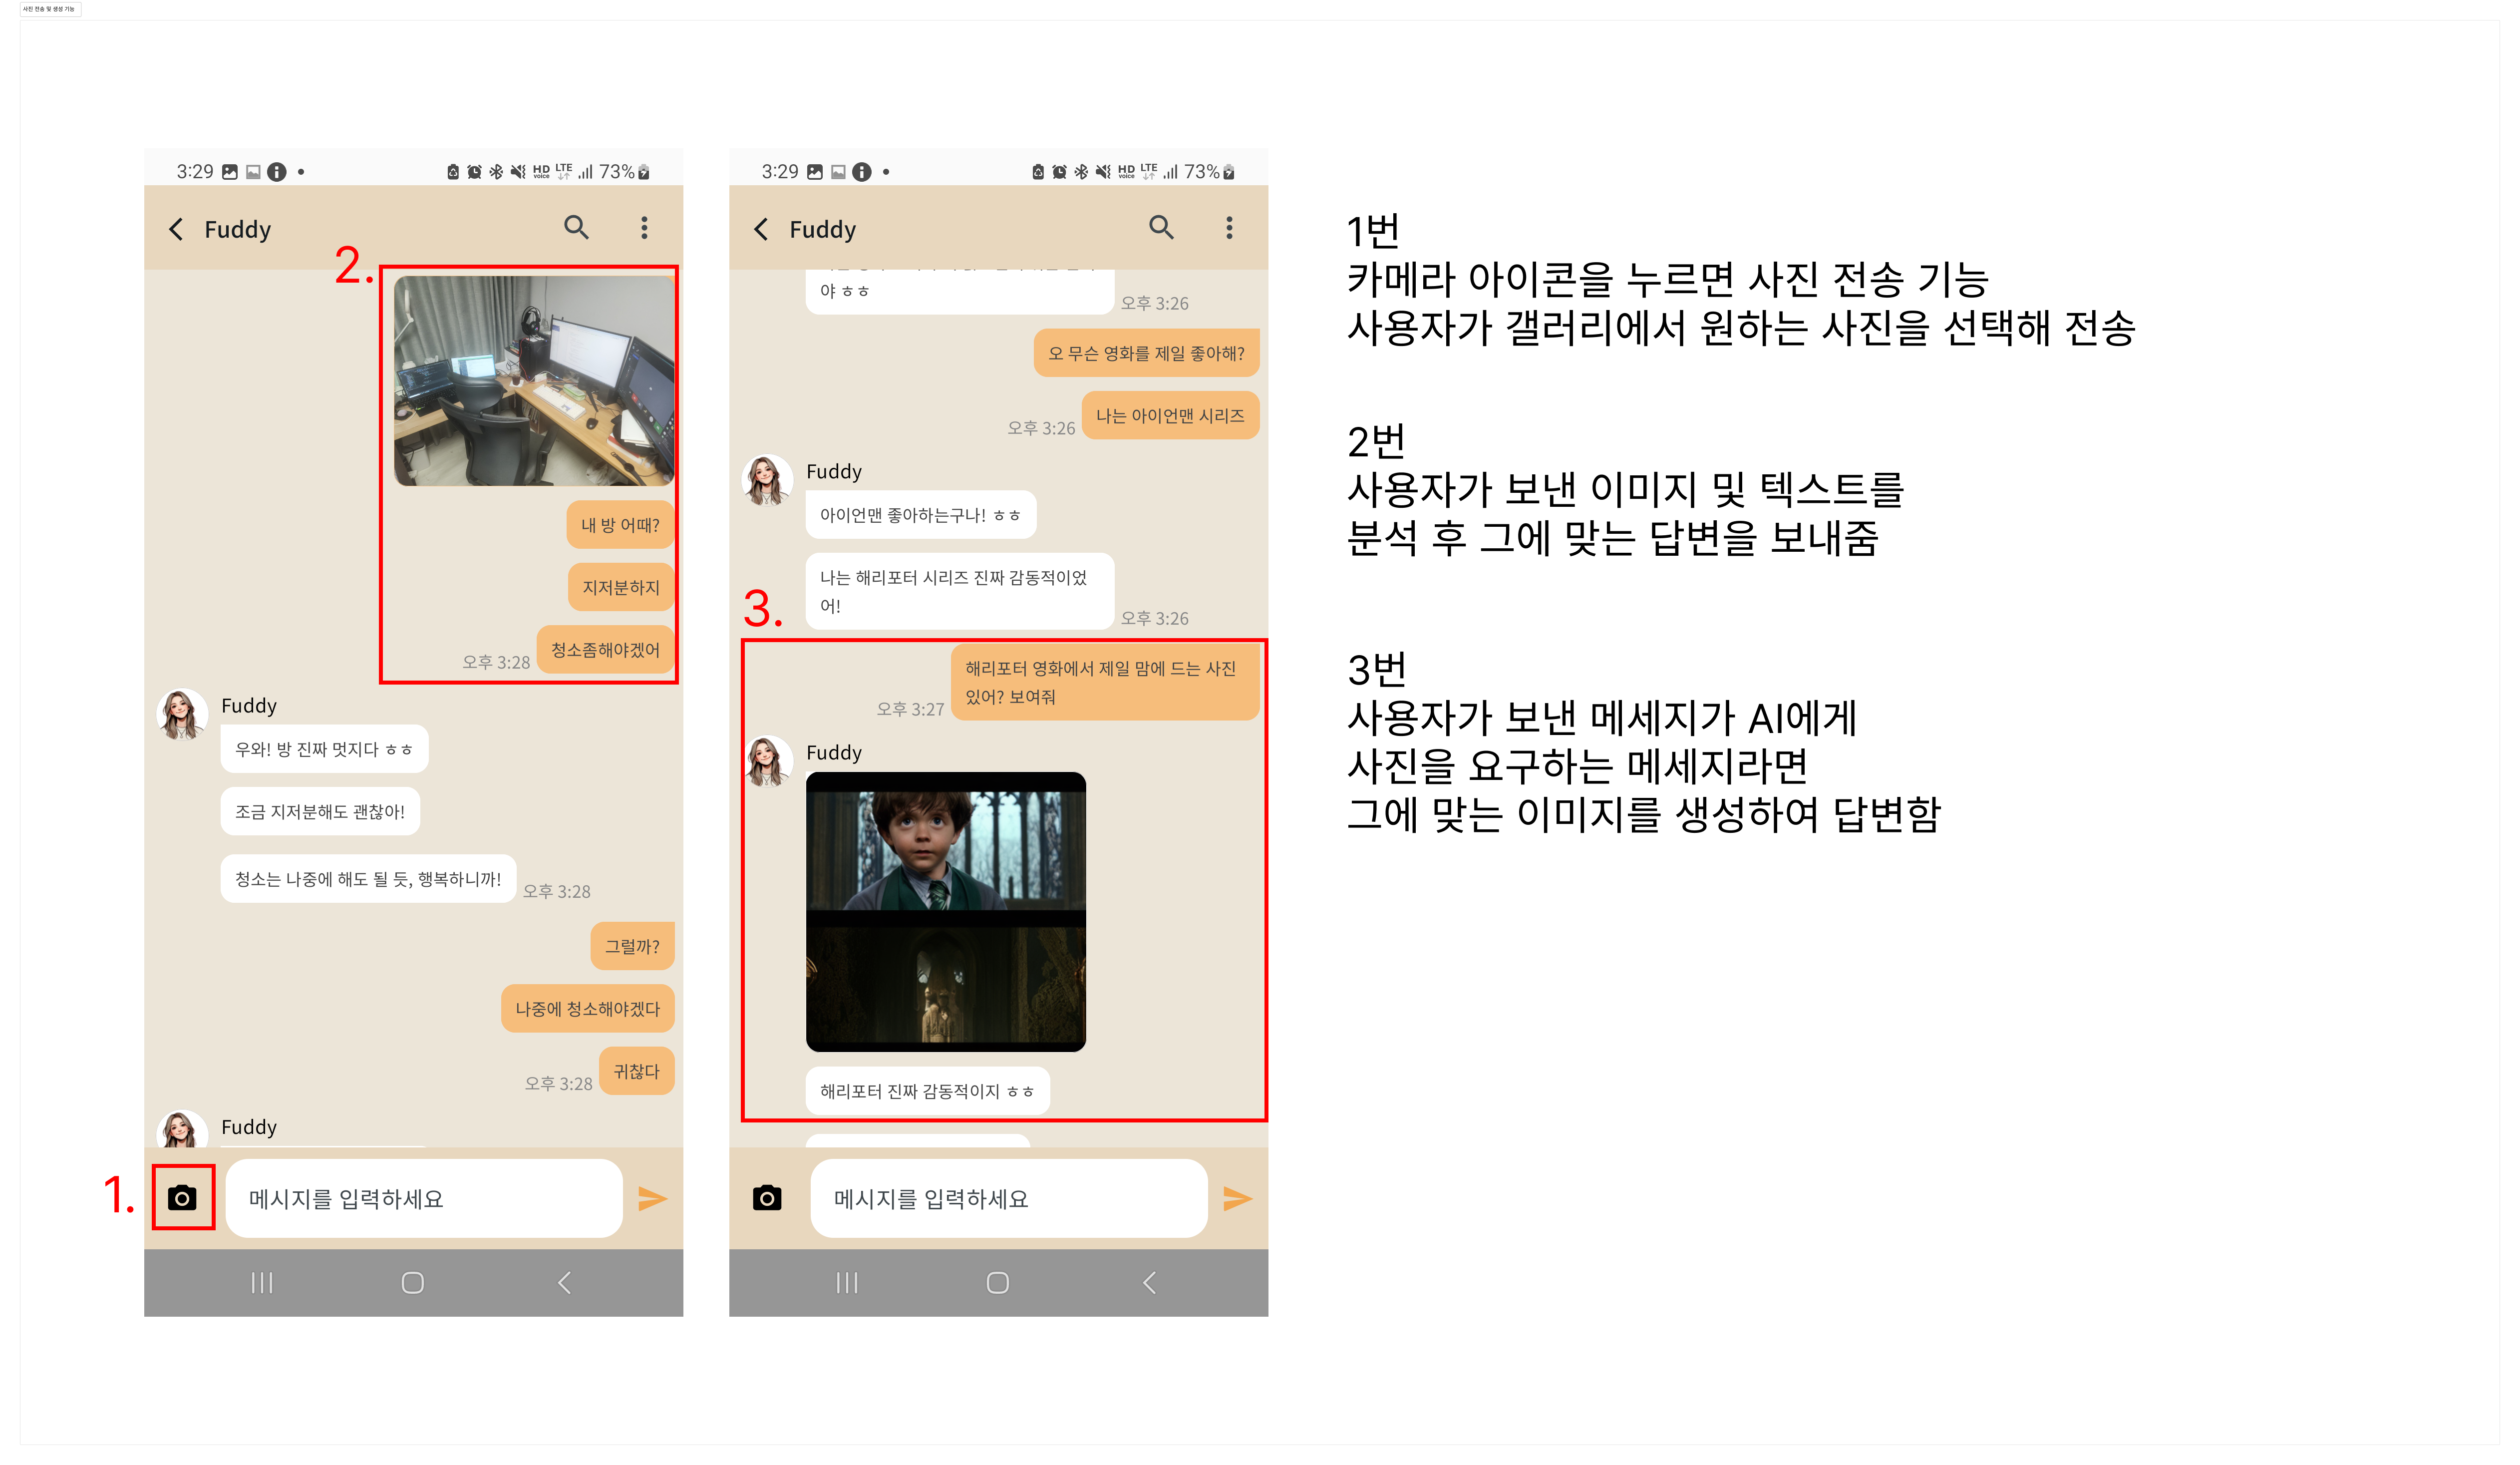 사진 전송 및 생성 기능
3:29
HD voice LTE 73%
Fuddy
2.
내 방 어때?
지저분하지
청소좀해야겠어
오후 3:28
Fuddy
우와! 방 진짜 멋지다 ㅎㅎ
조금 지저분해도 괜찮아!
청소는 나중에 해도 될 듯, 행복하니까!
오후 3:28
그럴까?
나중에 청소해야겠다
귀찮다
오후 3:28
Fuddy
1.
메시지를 입력하세요
3:29
HD voice LTE 73%
Fuddy
야 ㅎㅎ
오후 3:26
오 무슨 영화를 제일 좋아해?
나는 아이언맨 시리즈
오후 3:26
Fuddy
아이언맨 좋아하는구나! ㅎㅎ
나는 해리포터 시리즈 진짜 감동적이었
어!
오후 3:26
3.
해리포터 영화에서 제일 맘에 드는 사진
있어? 보여줘
오후 3:27
Fuddy
해리포터 진짜 감동적이지 ㅎㅎ
메시지를 입력하세요
1번
카메라 아이콘을 누르면 사진 전송 기능
사용자가 갤러리에서 원하는 사진을 선택해 전송
2번
사용자가 보낸 이미지 및 텍스트를
분석 후 그에 맞는 답변을 보내줌
3번
사용자가 보낸 메세지가 AI에게
사진을 요구하는 메세지라면
그에 맞는 이미지를 생성하여 답변함